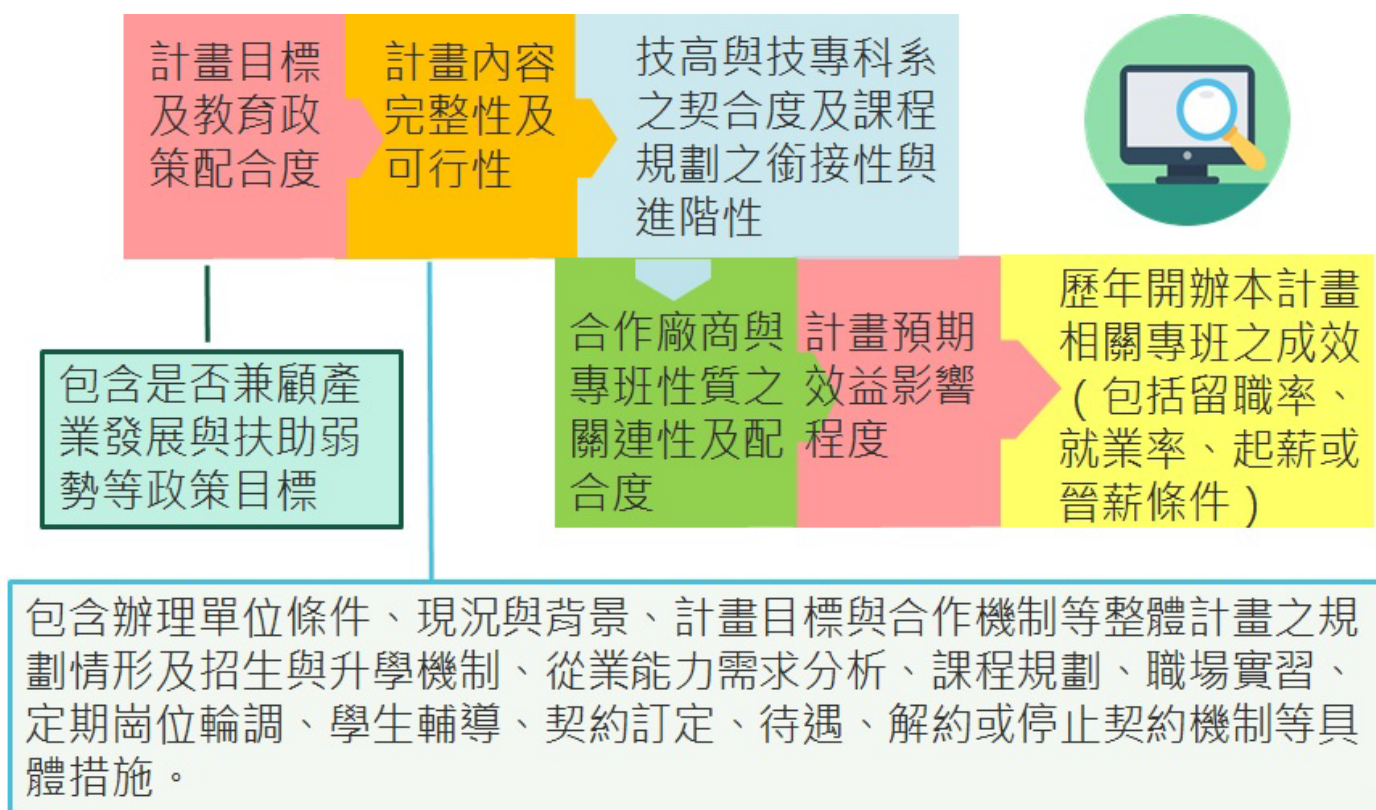 計畫目標
及教育政
策配合度
計畫內容
完整性及
可行性
技高與技專科系
之契合度及課程
規劃之銜接性與
進階性
合作廠商與
專班性質之
關連性及配
合度
計畫預期
效益影響
程度
歷年開辦本計畫
相關專班之成效
(包括留職率、
就業率、起薪或
晉薪條件)
包含是否兼顧產
業發展與扶助弱
勢等政策目標
包含辦理單位條件、現況與背景、計畫目標與合作機制等整體計畫之規
劃情形及招生與升學機制、從業能力需求分析、課程規劃、職場實習、
定期崗位輪調、學生輔導、契約訂定、待遇、解約或停止契約機制等具
體措施。